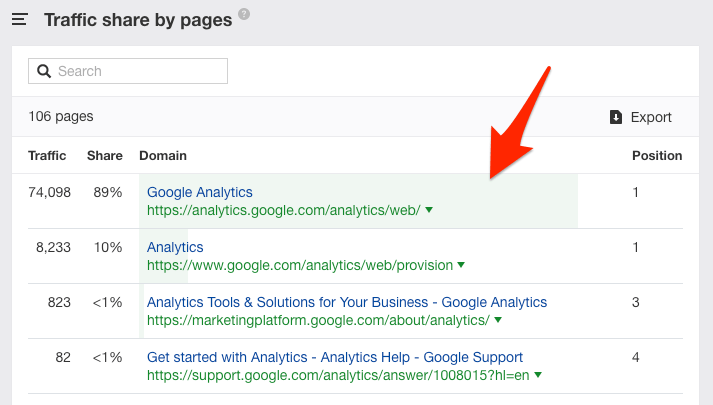 Traffic share by pages ?
Search
106 pages Export
Traffic Share Domain Position
74,098 89% Google Analytics 1
https://analytics.google.com/analytics/web/
8,233 10% Analytics 1
https://www.google.com/analytics/web/provision
823 <1% Analytics Tools & Solutions for Your Business - Google Analytics 3
https://marketingplatform.google.com/about/analytics/
82 <1% Get started with Analytics - Analytics Help - Google Support 4
https://support.google.com/analytics/answer/1008015?hl=en